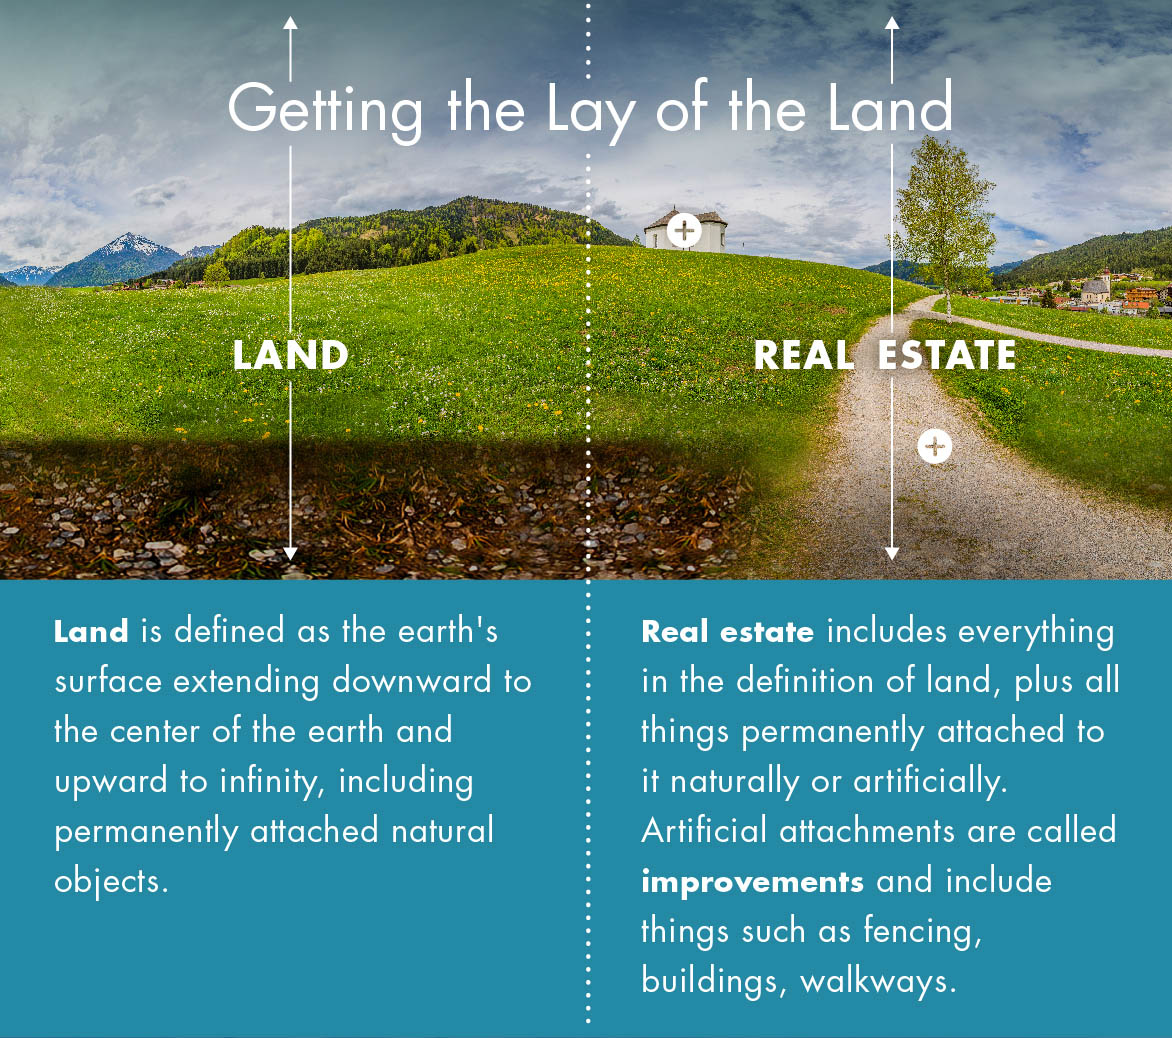 Getting the Lay of the Land
LAND
REAL ESTATE
Land is defined as the earth's
surface extending downward to
the center of the earth and
upward to infinity, including
permanently attached natural
objects.
Real estate includes everything
in the definition of land, plus all
things permanently attached to
it naturally or artificially.
Artificial attachments are called
improvements and include
things such as fencing,
buildings, walkways.